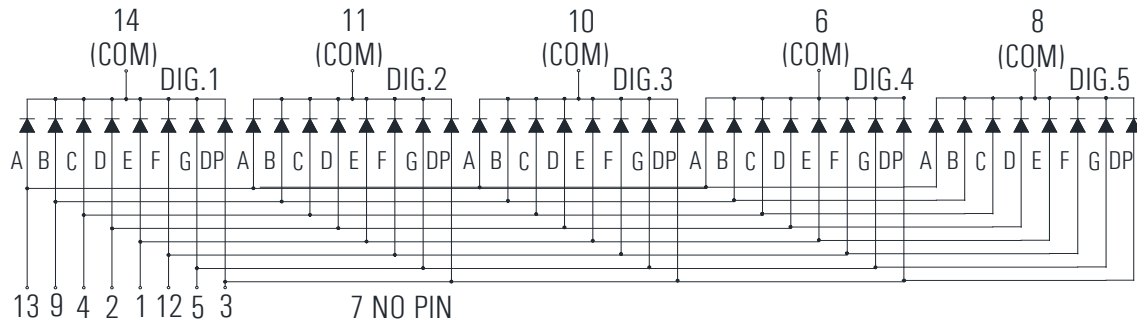 14 11 10 6 8
(COM) (COM) (COM) (COM) (COM)
DIG.1 DIG.2 DIG.3 DIG.4 DIG.5
A B C D E F G DP A B C D E F G DP A B C D E F G DP A B C D E F G DP A B C D E F G DP
13 9 4 2 1 12 5 3 7 NO PIN